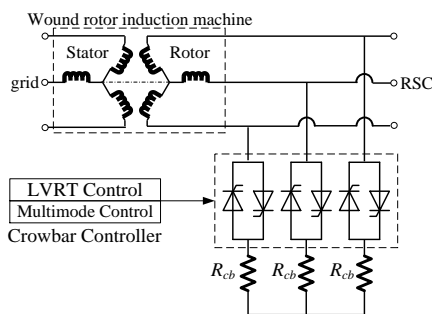 Wound rotor induction machine
Stator Rotor
grid
RSC
LVRT Control
Multimode Control
Crowbar Controller
Rcb Rcb Rcb